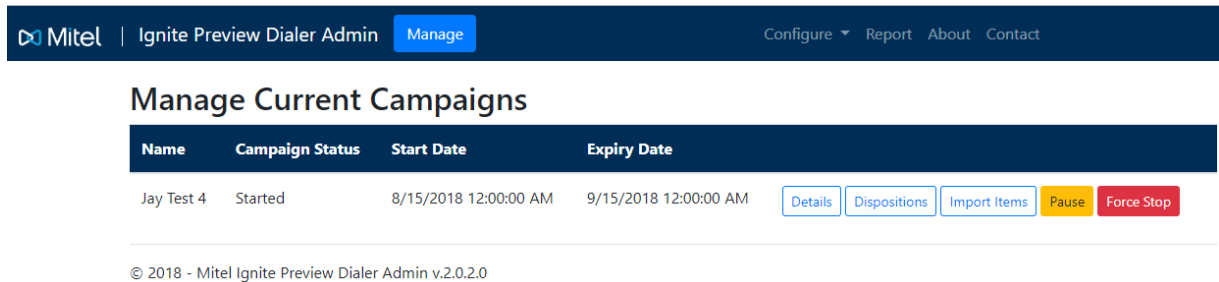 Mitel | Ignite Preview Dialer Admin Manage Configure Report About Contact
Manage Current Campaigns
Name Campaign Status Start Date Expiry Date
Jay Test 4 Started 8/15/2018 12:00:00 AM 9/15/2018 12:00:00 AM Details Dispositions Import Items Pause Force Stop
© 2018 - Mitel Ignite Preview Dialer Admin v.2.0.2.0